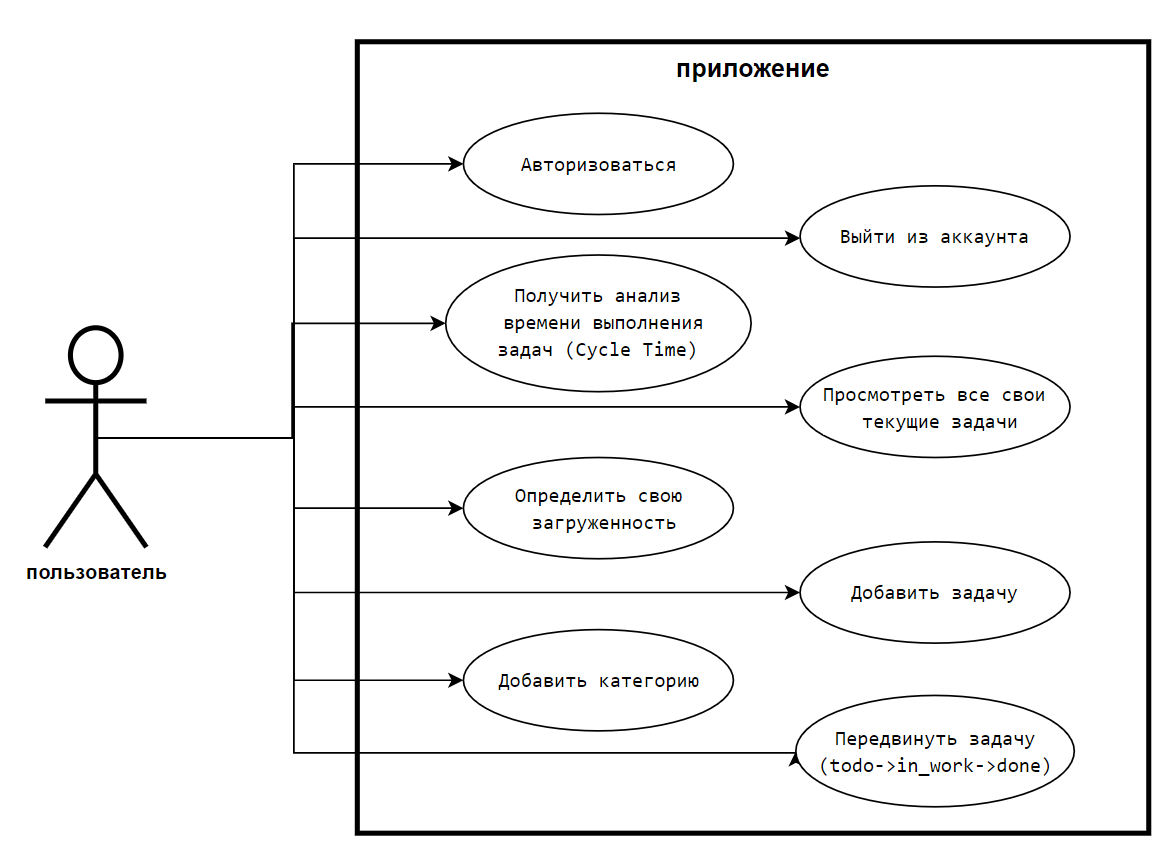 приложение
Авторизоваться
Выйти из аккаунта
Получить анализ
времени выполнения
задач (Cycle Time)
Просмотреть все свои
текущие задачи
Определить свою
загруженность
пользователь
Добавить задачу
Добавить категорию
Передвинуть задачу
(todo->in_work->done)